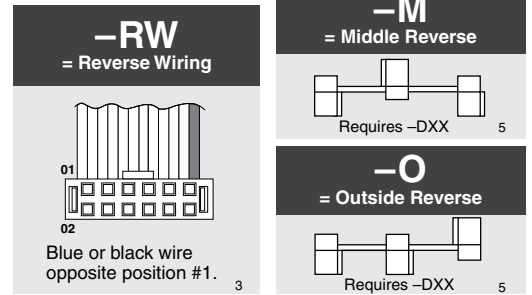 –RW
= Reverse Wiring
01
02
Blue or black wire
opposite position #1.
3
–M
= Middle Reverse
Requires –DXX
5
–O
= Outside Reverse
Requires –DXX
5